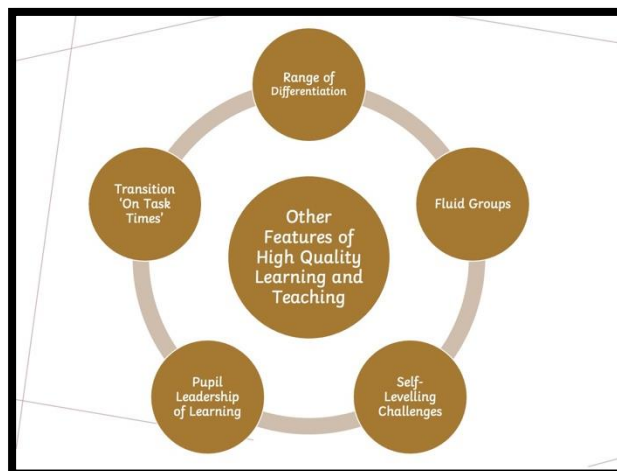 Range of
Differentiation
Fluid Groups
Self-
Levelling
Challenges
Pupil
Leadership
of Learning
Transition
'On Task
Times'
Other
Features of
High Quality
Learning and
Teaching